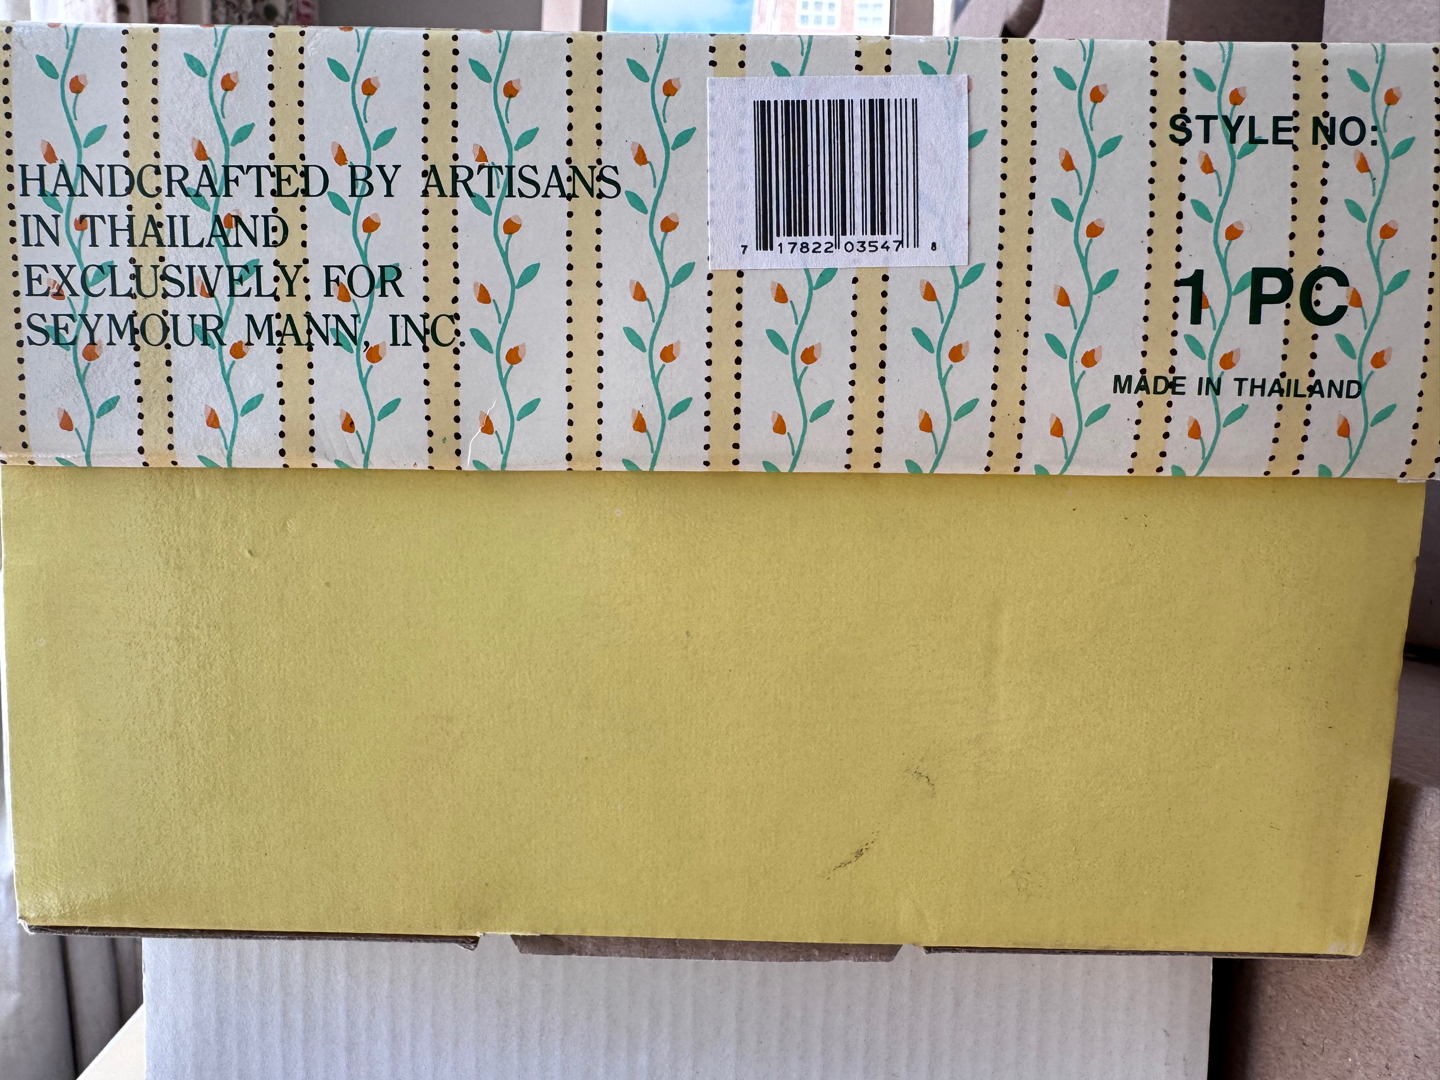 HANDCRAFTED BY ARTISANS
IN THAILAND
EXCLUSIVELY FOR
SEYMOUR MANN, INC.
7 17822 03547 8
STYLE NO:
1 PC
MADE IN THAILAND